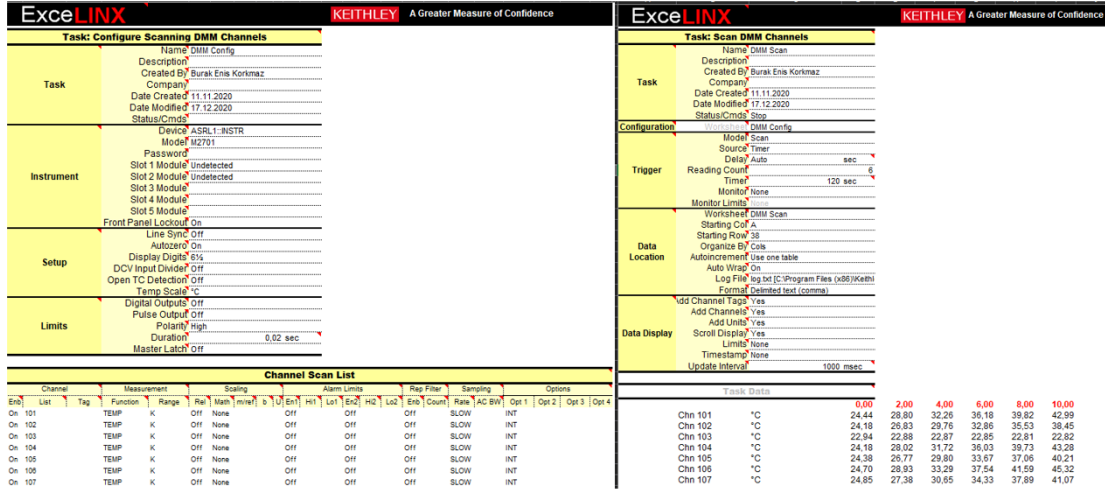 ExceLINX KEITHLEY A Greater Measure of Confidence
Task: Configure Scanning DMM Channels
Task
Name DMM Config
Description
Created By Burak Enis Korkmaz
Company
Date Created 11.11.2020
Date Modified 17.12.2020
Status/Cmds
Instrument
Device ASRL1::INSTR
Model M2701
Password
Slot 1 Module Undetected
Slot 2 Module Undetected
Slot 3 Module
Slot 4 Module
Slot 5 Module
Front Panel Lockout On
Setup
Line Sync Off
Autozero On
Display Digits 6½
DCV Input Divider Off
Open TC Detection Off
Temp Scale °C
Limits
Digital Outputs Off
Pulse Output Off
Polarity High
Duration 0,02 sec
Master Latch Off
Channel Scan List
Channel Measurement Scaling Alarm Limits Rep Filter Sampling Options
Enb List Tag Function Range Rel Math m/ref b U En1 Hi1 Lo1 En2 Hi2 Lo2 Enb Count Rate AC BW Opt 1 Opt 2 Opt 3 Opt 4
On 101 TEMP K Off None Off Off Off SLOW INT
On 102 TEMP K Off None Off Off Off SLOW INT
On 103 TEMP K Off None Off Off Off SLOW INT
On 104 TEMP K Off None Off Off Off SLOW INT
On 105 TEMP K Off None Off Off Off SLOW INT
On 106 TEMP K Off None Off Off Off SLOW INT
On 107 TEMP K Off None Off Off Off SLOW INT
ExceLINX KEITHLEY A Greater Measure of Confidence
Task: Scan DMM Channels
Task
Name DMM Scan
Description
Created By Burak Enis Korkmaz
Company
Date Created 11.11.2020
Date Modified 17.12.2020
Status/Cmds Stop
Configuration Worksheet DMM Config
Trigger
Model Scan
Source Timer
Delay Auto sec
Reading Count 6
Timer 120 sec
Monitor None
Monitor Limits None
Data Location
Worksheet DMM Scan
Starting Col A
Starting Row 38
Organize By Cols
Autoincrement Use one table
Auto Wrap On
Log File log.txt [C:\Program Files (x86)\Keithl
Format Delimited text (comma)
Data Display
Add Channel Tags Yes
Add Channels Yes
Add Units Yes
Scroll Display Yes
Limits None
Timestamp None
Update Interval 1000 msec
Task Data
0,00 2,00 4,00 6,00 8,00 10,00
Chn 101 °C 24,44 28,80 32,26 36,18 39,82 42,99
Chn 102 °C 24,18 26,83 29,76 32,86 35,53 38,45
Chn 103 °C 22,94 22,88 22,87 22,85 22,81 22,82
Chn 104 °C 24,18 28,02 31,72 36,03 39,73 43,28
Chn 105 °C 24,38 26,77 29,80 33,67 37,06 40,21
Chn 106 °C 24,70 28,93 33,29 37,54 41,59 45,32
Chn 107 °C 24,85 27,38 30,65 34,33 37,89 41,07